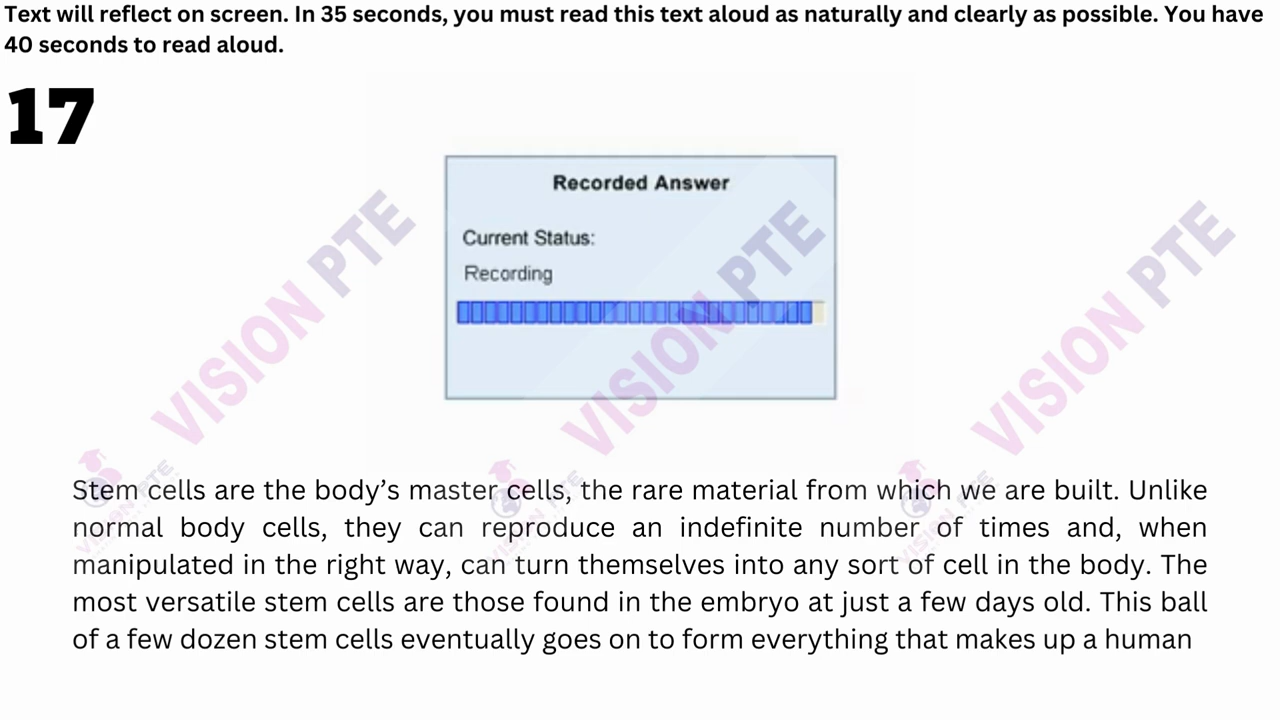 Text will reflect on screen. In 35 seconds, you must read this text aloud as naturally and clearly as possible. You have
40 seconds to read aloud.
17
Recorded Answer
Current Status:
Recording
VISION PTE
VISION PTE
VISION PTE
VISION PTE
VISION PTE
VISION PTE
Stem cells are the body’s master cells, the rare material from which we are built. Unlike
normal body cells, they can reproduce an indefinite number of times and, when
manipulated in the right way, can turn themselves into any sort of cell in the body. The
most versatile stem cells are those found in the embryo at just a few days old. This ball
of a few dozen stem cells eventually goes on to form everything that makes up a human